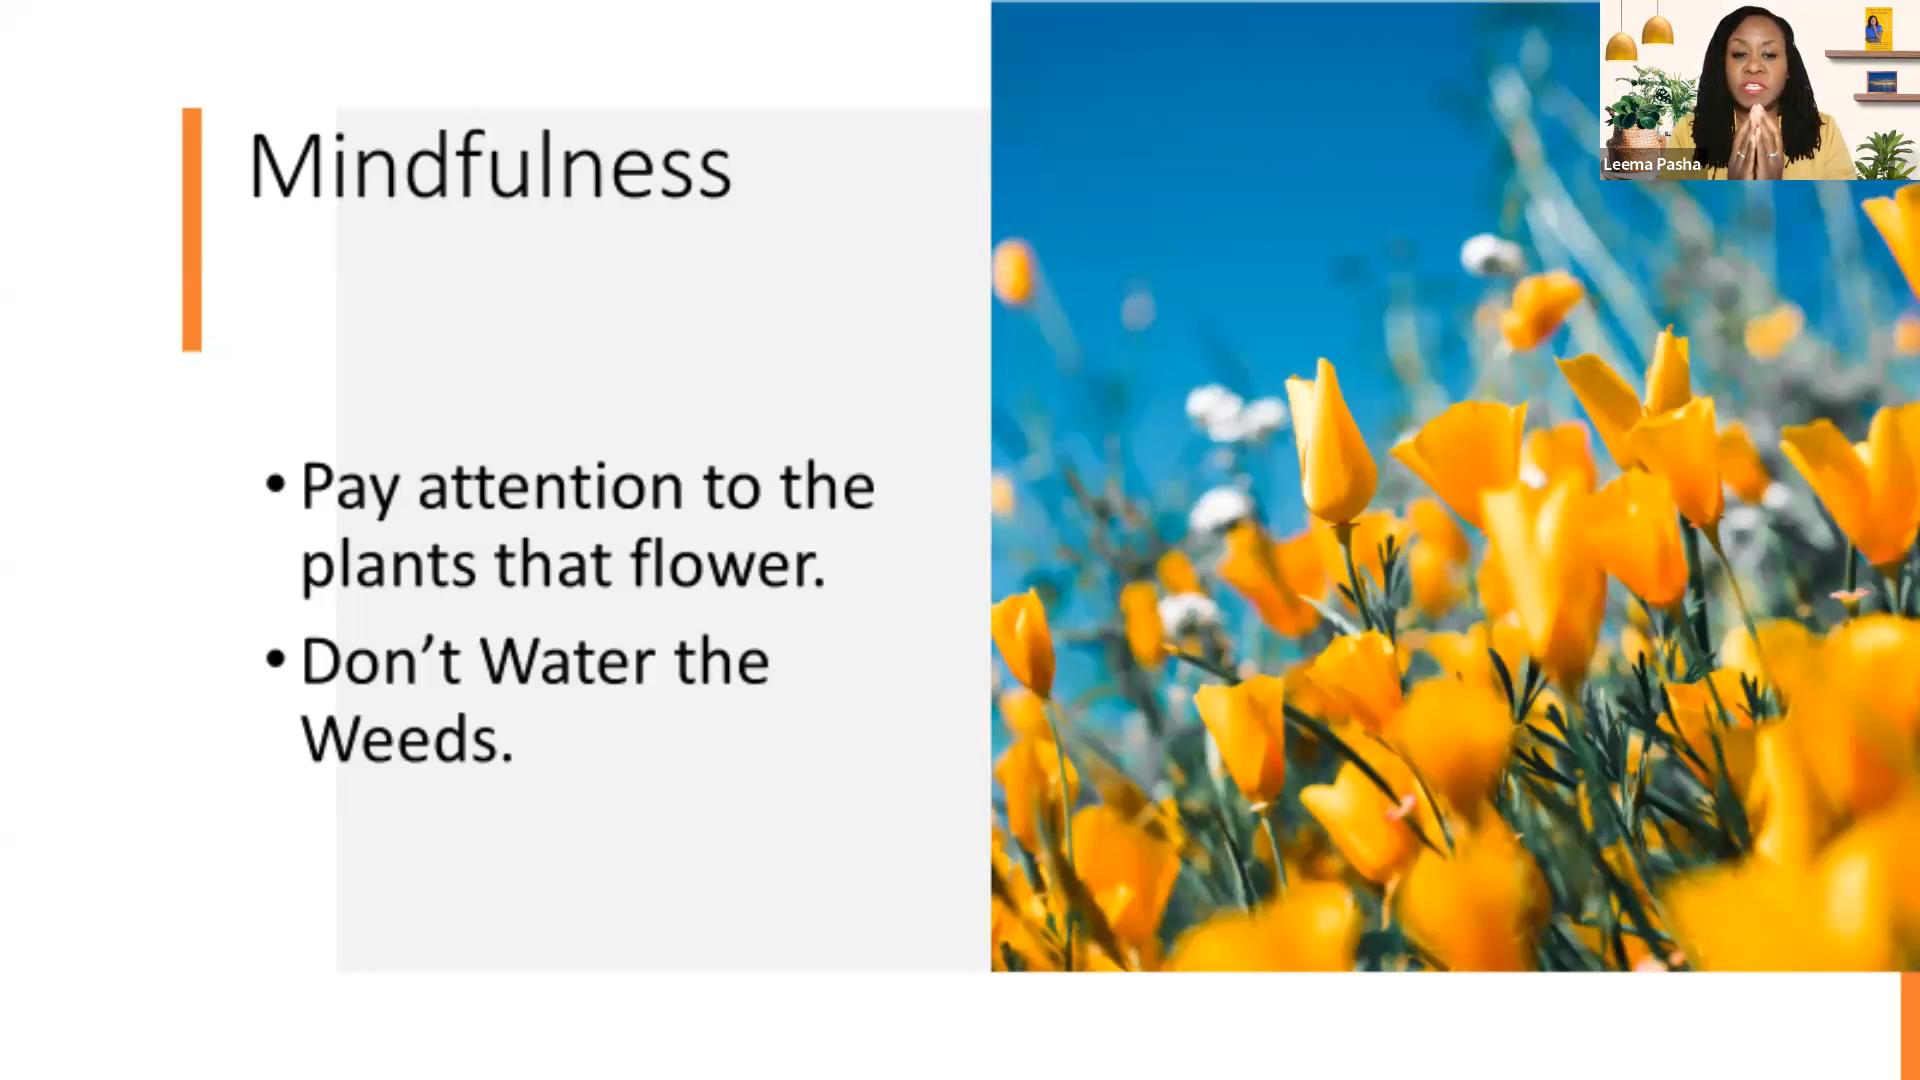 Mindfulness
• Pay attention to the
plants that flower.
• Don’t Water the
Weeds.
Leema Pasha